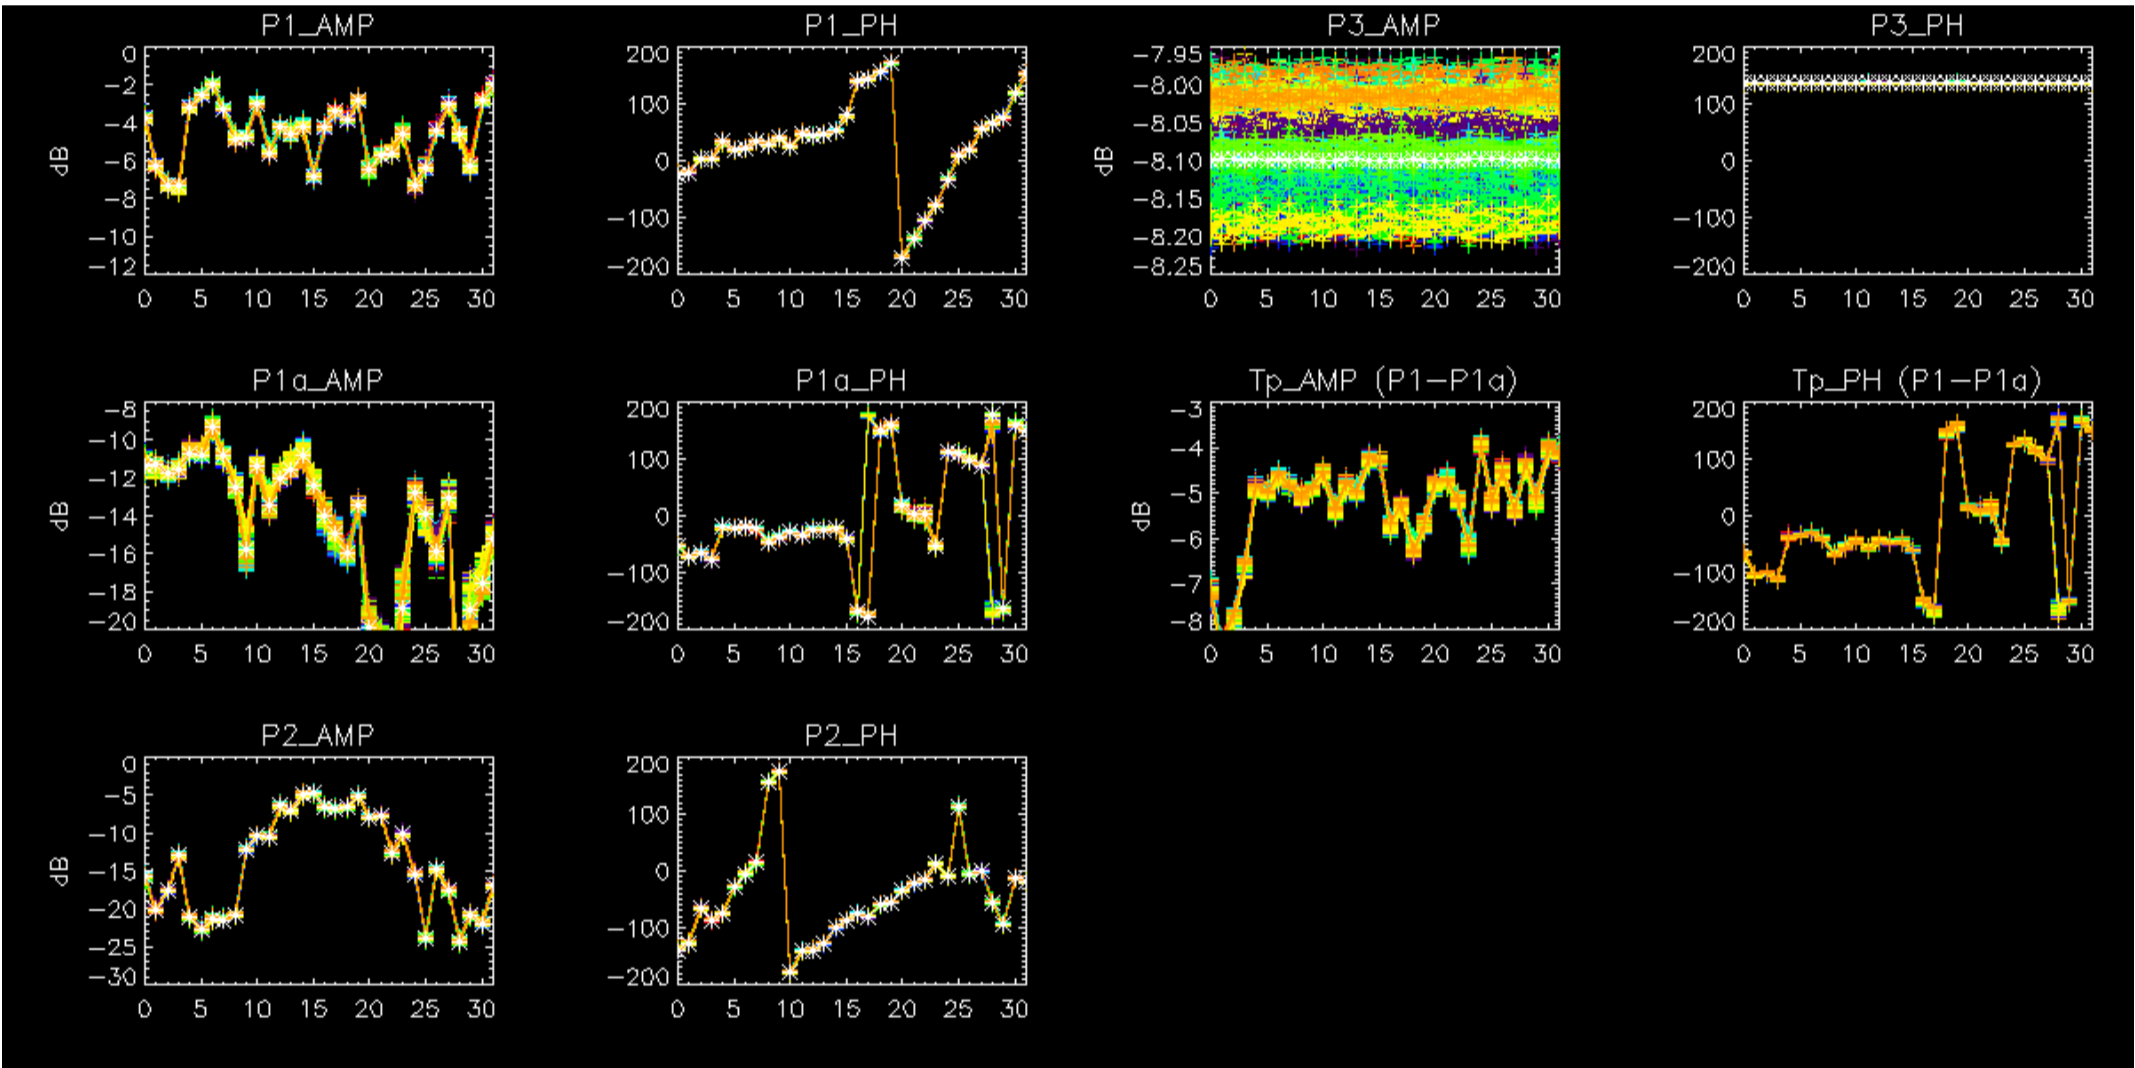 P1_AMP P1_PH P3_AMP P3_PH
0 200 -7.95 200
-2 100 -8.00 100
-4 0 -8.05 0
dB -6 -100 dB -8.10 -100
-8 -200 -8.15 -200
-10 -8.20
-12 -8.25
0 5 10 15 20 25 30 0 5 10 15 20 25 30 0 5 10 15 20 25 30 0 5 10 15 20 25 30
P1a_AMP P1a_PH Tp_AMP (P1-P1a) Tp_PH (P1-P1a)
-8 200 -3 200
-10 100 -4 100
-12 0 -5 0
dB -14 -100 dB -6 -100
-16 -200 -7 -200
-18 -8
-20
0 5 10 15 20 25 30 0 5 10 15 20 25 30 0 5 10 15 20 25 30 0 5 10 15 20 25 30
P2_AMP P2_PH
0 200
-5 100
-10 0
dB -15 -100
-20 -200
-25
-30
0 5 10 15 20 25 30 0 5 10 15 20 25 30